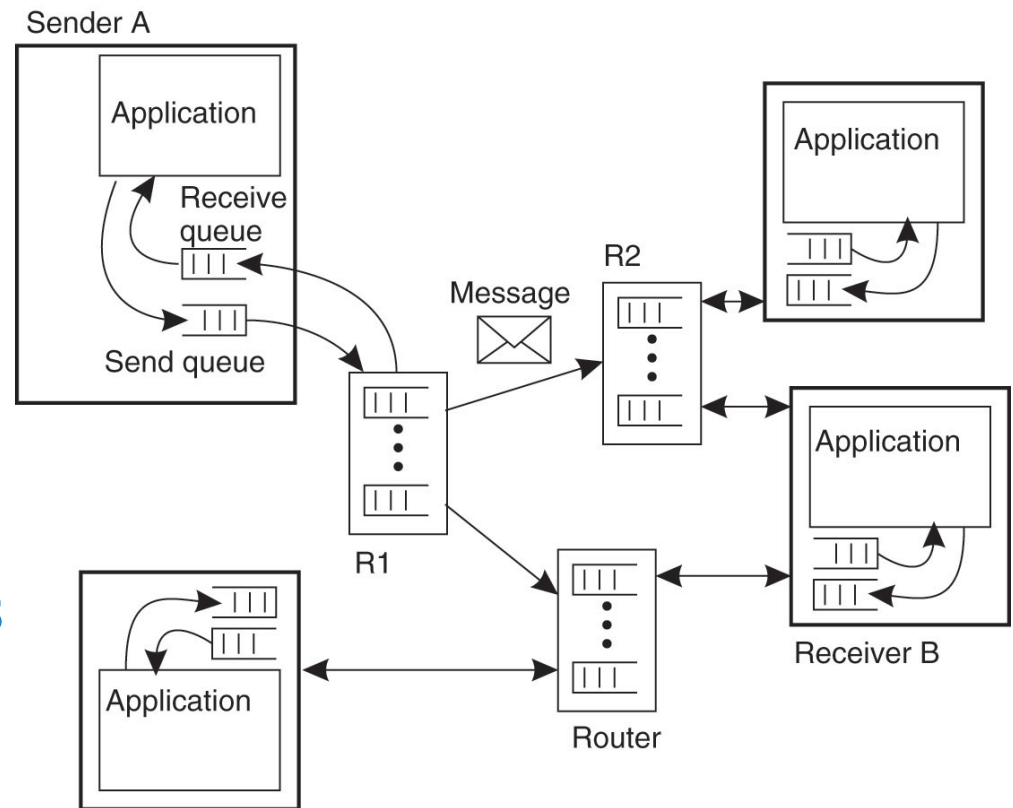 Sender A
Application
Receive
queue
Send queue
Message
R2
Application
R1
Application
Receiver B
Application
Router
s